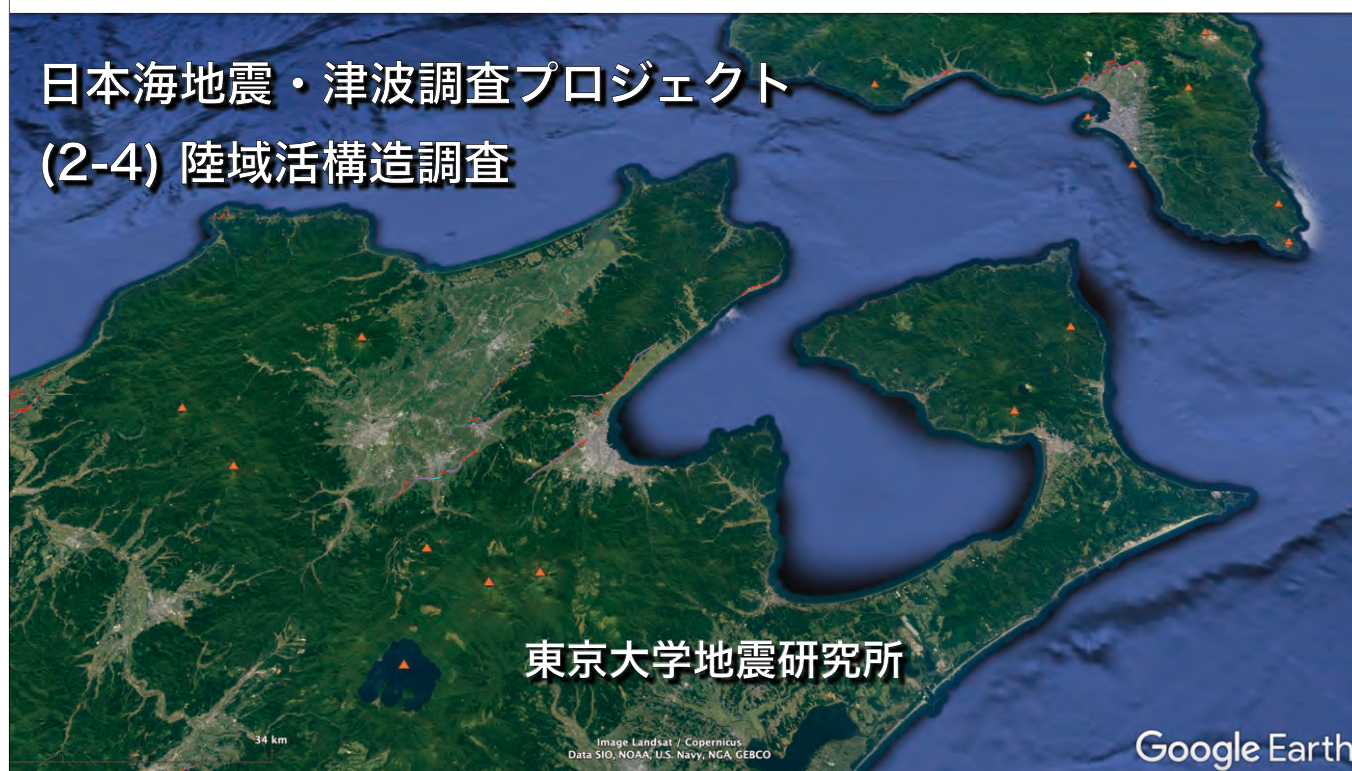 日本海地震・津波調査プロジェクト
(2-4) 陸域活構造調査
東京大学地震研究所
34 km
Image Landsat / Copernicus
Data SIO, NOAA, U.S. Navy, NGA, GEBCO
Google Earth